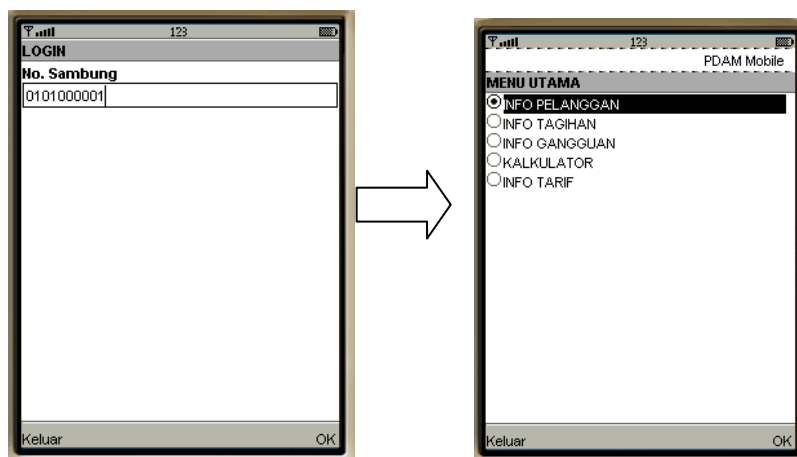 123
LOGIN
No. Sambung
0101000001
Keluar OK
123
PDAM Mobile
MENU UTAMA
INFO PELANGGAN
INFO TAGIHAN
INFO GANGGUAN
KALKULATOR
INFO TARIF
Keluar OK